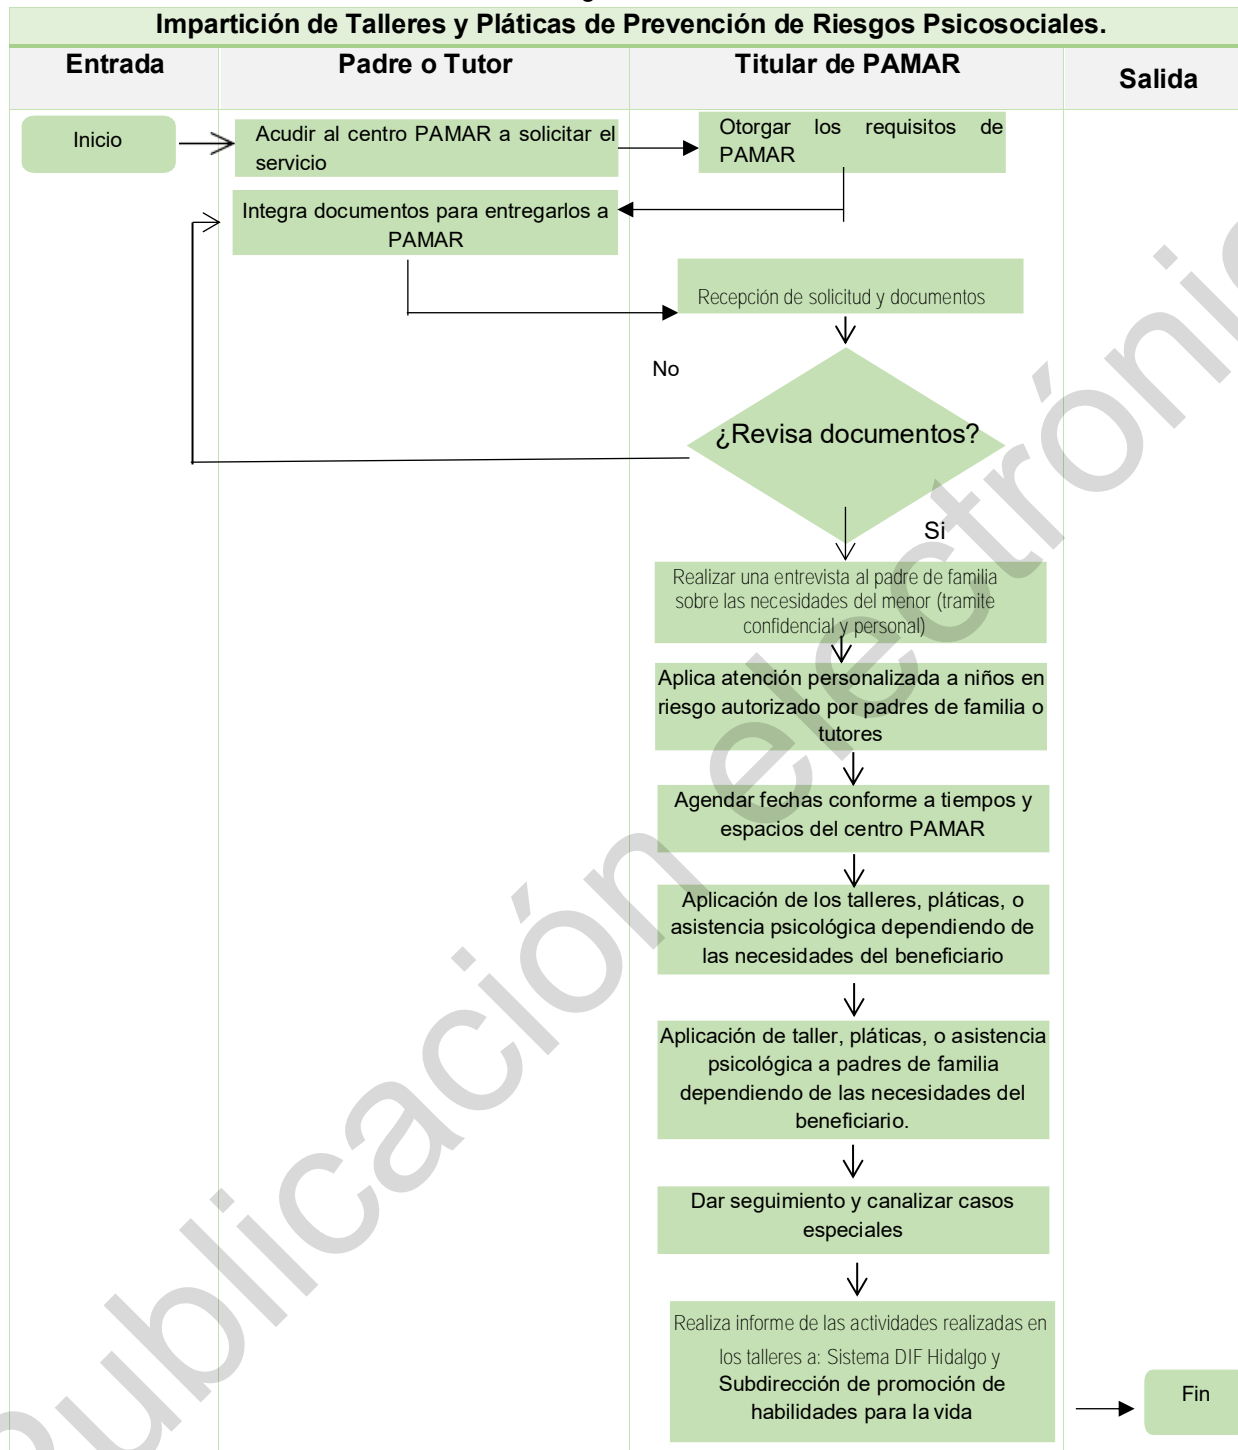 Impartición de Talleres y Pláticas de Prevención de Riesgos Psicosociales.
Entrada
Padre o Tutor
Titular de PAMAR
Salida
Inicio
Acudir al centro PAMAR a solicitar el
servicio
Otorgar los requisitos de
PAMAR
Integra documentos para entregarlos a
PAMAR
Recepción de solicitud y documentos
No
¿Revisa documentos?
Si
Realizar una entrevista al padre de familia
sobre las necesidades del menor (tramite
confidencial y personal)
Aplica atención personalizada a niños en
riesgo autorizado por padres de familia o
tutores
Agendar fechas conforme a tiempos y
espacios del centro PAMAR
Aplicación de los talleres, pláticas, o
asistencia psicológica dependiendo de
las necesidades del beneficiario
Aplicación de taller, pláticas, o asistencia
psicológica a padres de familia
dependiendo de las necesidades del
beneficiario.
Dar seguimiento y canalizar casos
especiales
Realiza informe de las actividades realizadas en
los talleres a: Sistema DIF Hidalgo y
Subdirección de promoción de
habilidades para la vida
Fin
Publicación electrónic